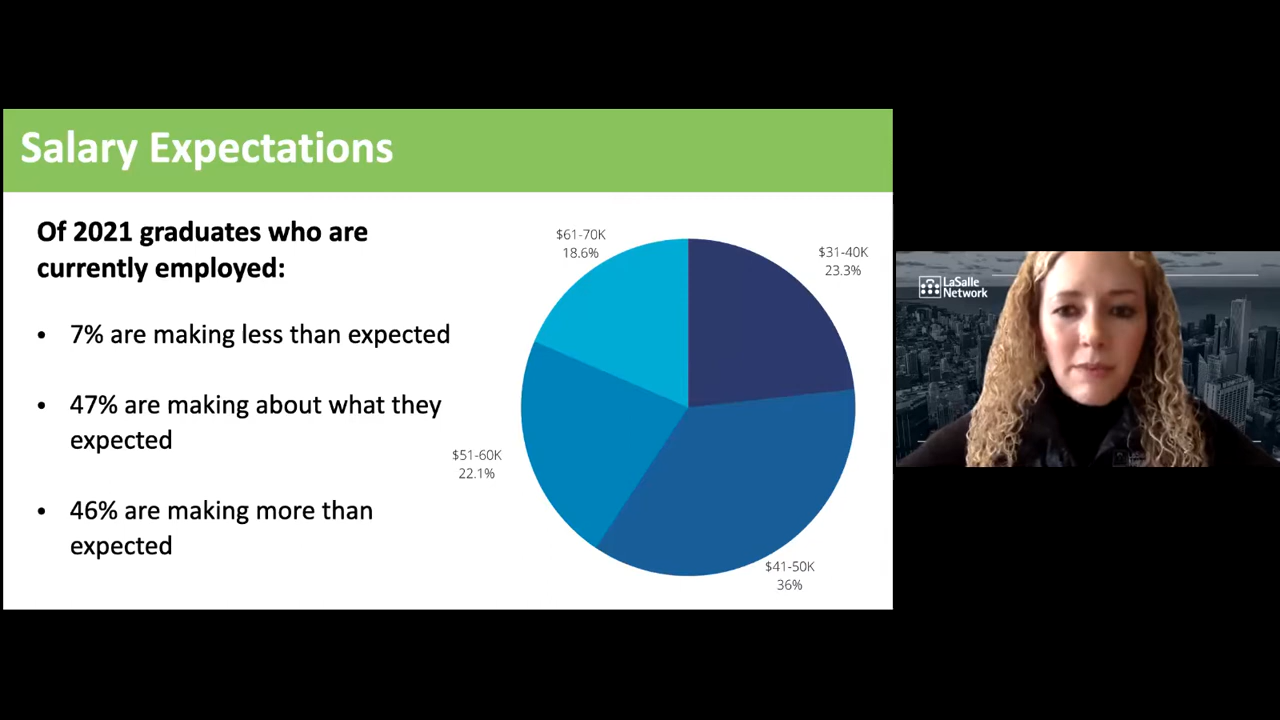 Salary Expectations
Of 2021 graduates who are
currently employed:
• 7% are making less than expected
• 47% are making about what they
expected
• 46% are making more than
expected
$61-70K
18.6%
$31-40K
23.3%
$51-60K
22.1%
$41-50K
36%
LaSalle
Network